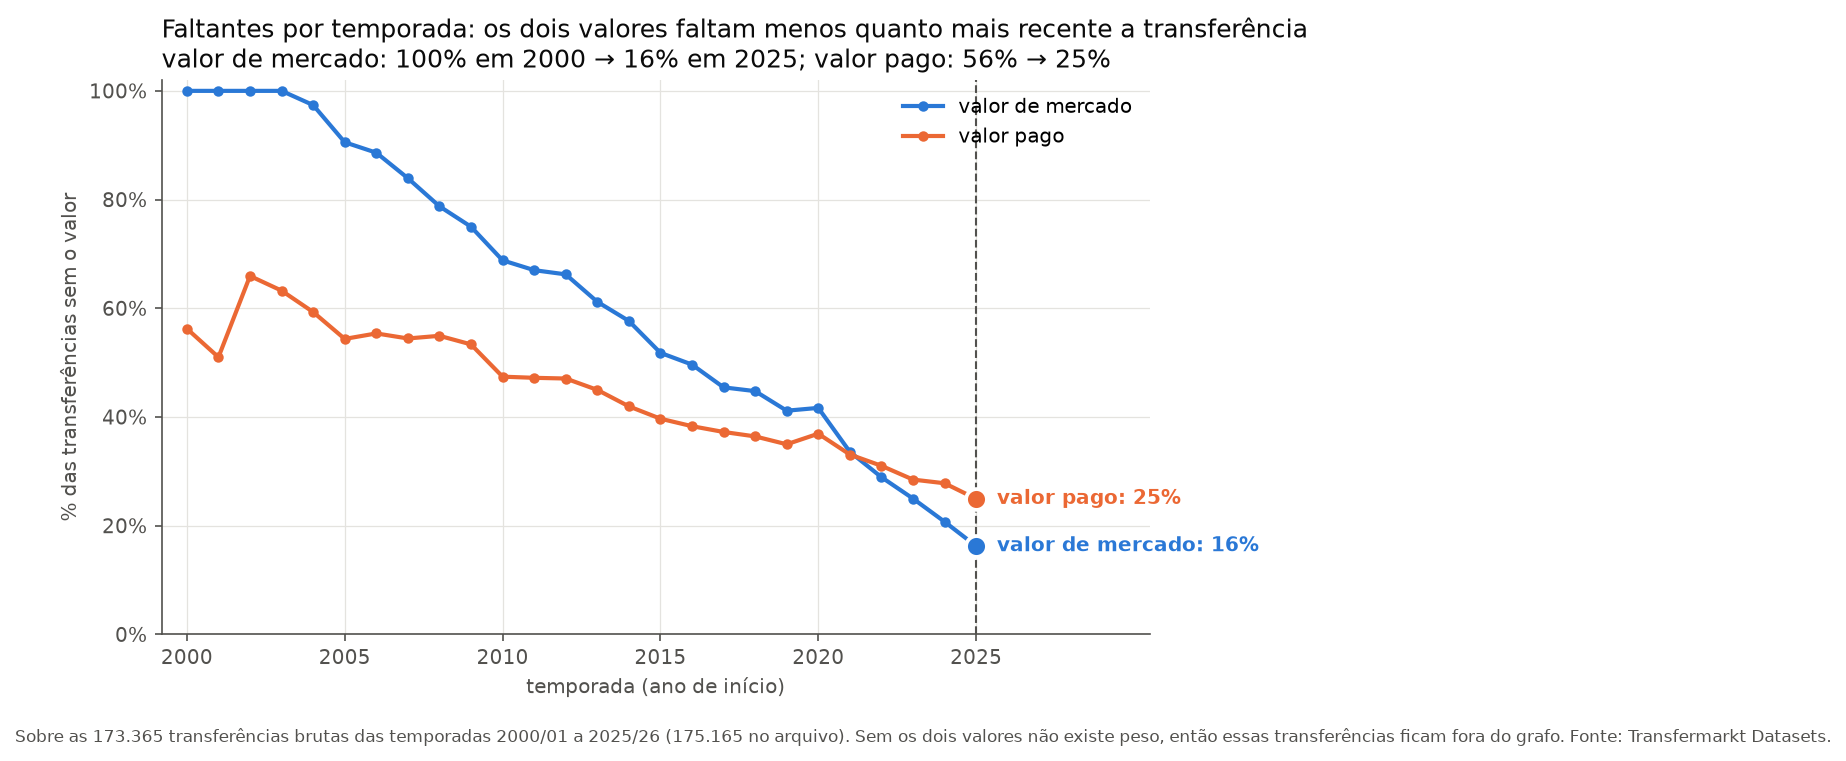 Faltantes por temporada: os dois valores faltam menos quanto mais recente a transferência
valor de mercado: 100% em 2000 → 16% em 2025; valor pago: 56% → 25%
% das transferências sem o valor
100%
80%
60%
40%
20%
0%
valor de mercado
valor pago
valor pago: 25%
valor de mercado: 16%
2000 2005 2010 2015 2020 2025
temporada (ano de início)
Sobre as 173.365 transferências brutas das temporadas 2000/01 a 2025/26 (175.165 no arquivo). Sem os dois valores não existe peso, então essas transferências ficam fora do grafo. Fonte: Transfermarkt Datasets.